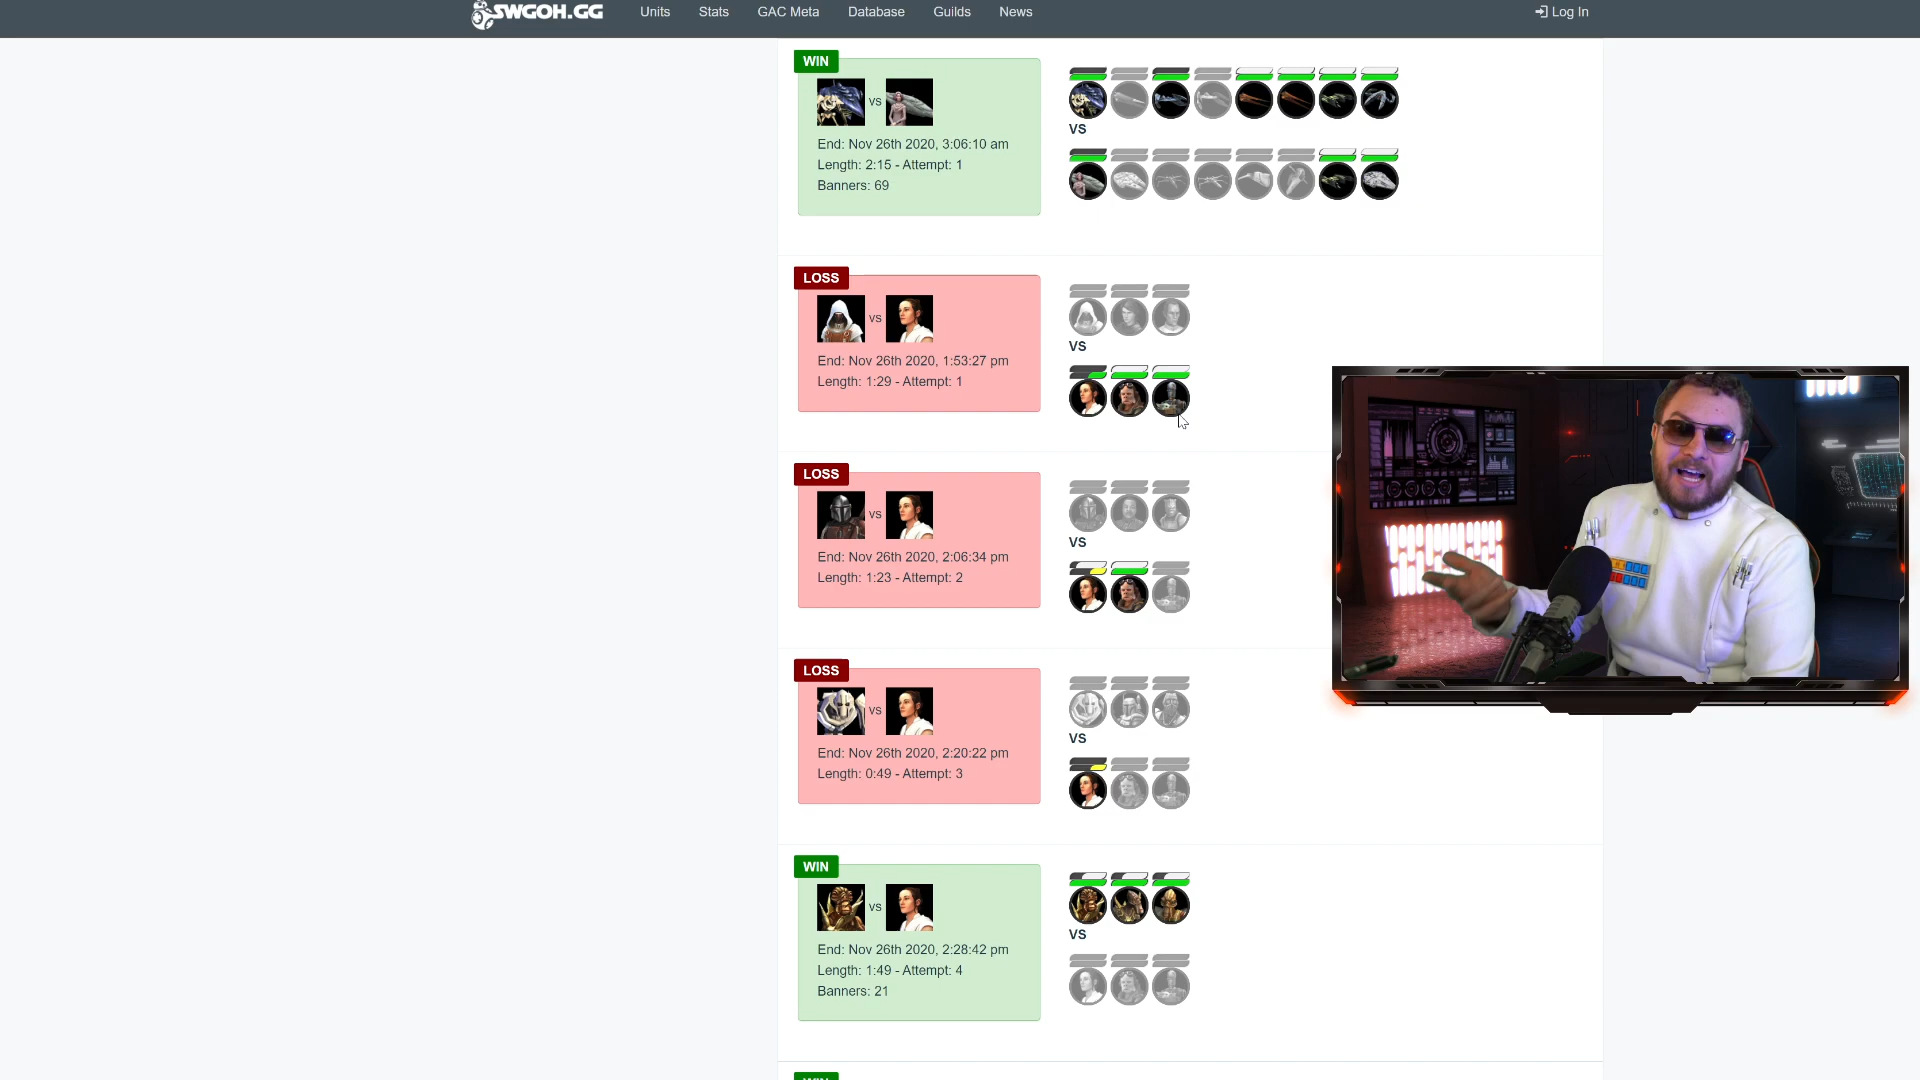 SWGOH.GG Units Stats GAC Meta Database Guilds News Log In
WIN
vs
End: Nov 26th 2020, 3:06:10 am
Length: 2:15 - Attempt: 1
Banners: 69
VS
LOSS
vs
End: Nov 26th 2020, 1:53:27 pm
Length: 1:29 - Attempt: 1
VS
LOSS
vs
End: Nov 26th 2020, 2:06:34 pm
Length: 1:23 - Attempt: 2
VS
LOSS
vs
End: Nov 26th 2020, 2:20:22 pm
Length: 0:49 - Attempt: 3
VS
WIN
vs
End: Nov 26th 2020, 2:28:42 pm
Length: 1:49 - Attempt: 4
Banners: 21
VS
WIN